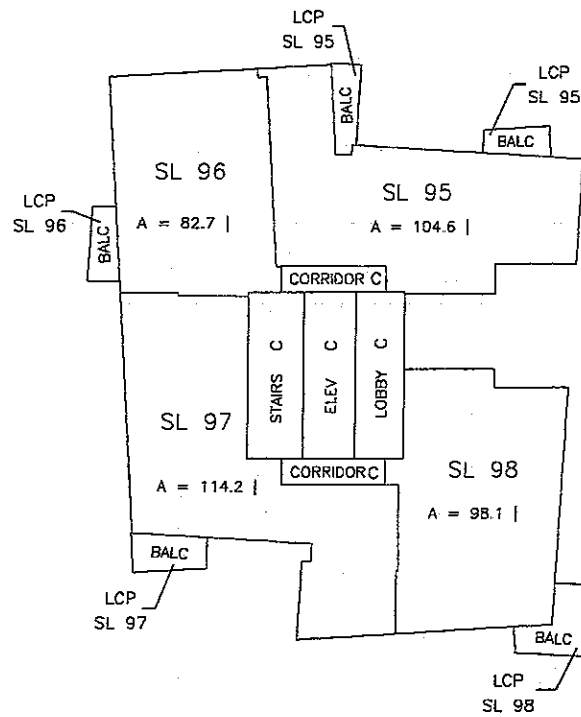 LCP
SL 95
LCP
SL 95
BALC
BALC
SL 96
SL 95
LCP
SL 96
A = 82.7 |
A = 104.6 |
BALC
CORRIDOR C
STAIRS C
ELEV C
LOBBY C
SL 97
SL 98
CORRIDOR C
A = 114.2 |
A = 98.1 |
BALC
LCP
SL 97
BALC
LCP
SL 98